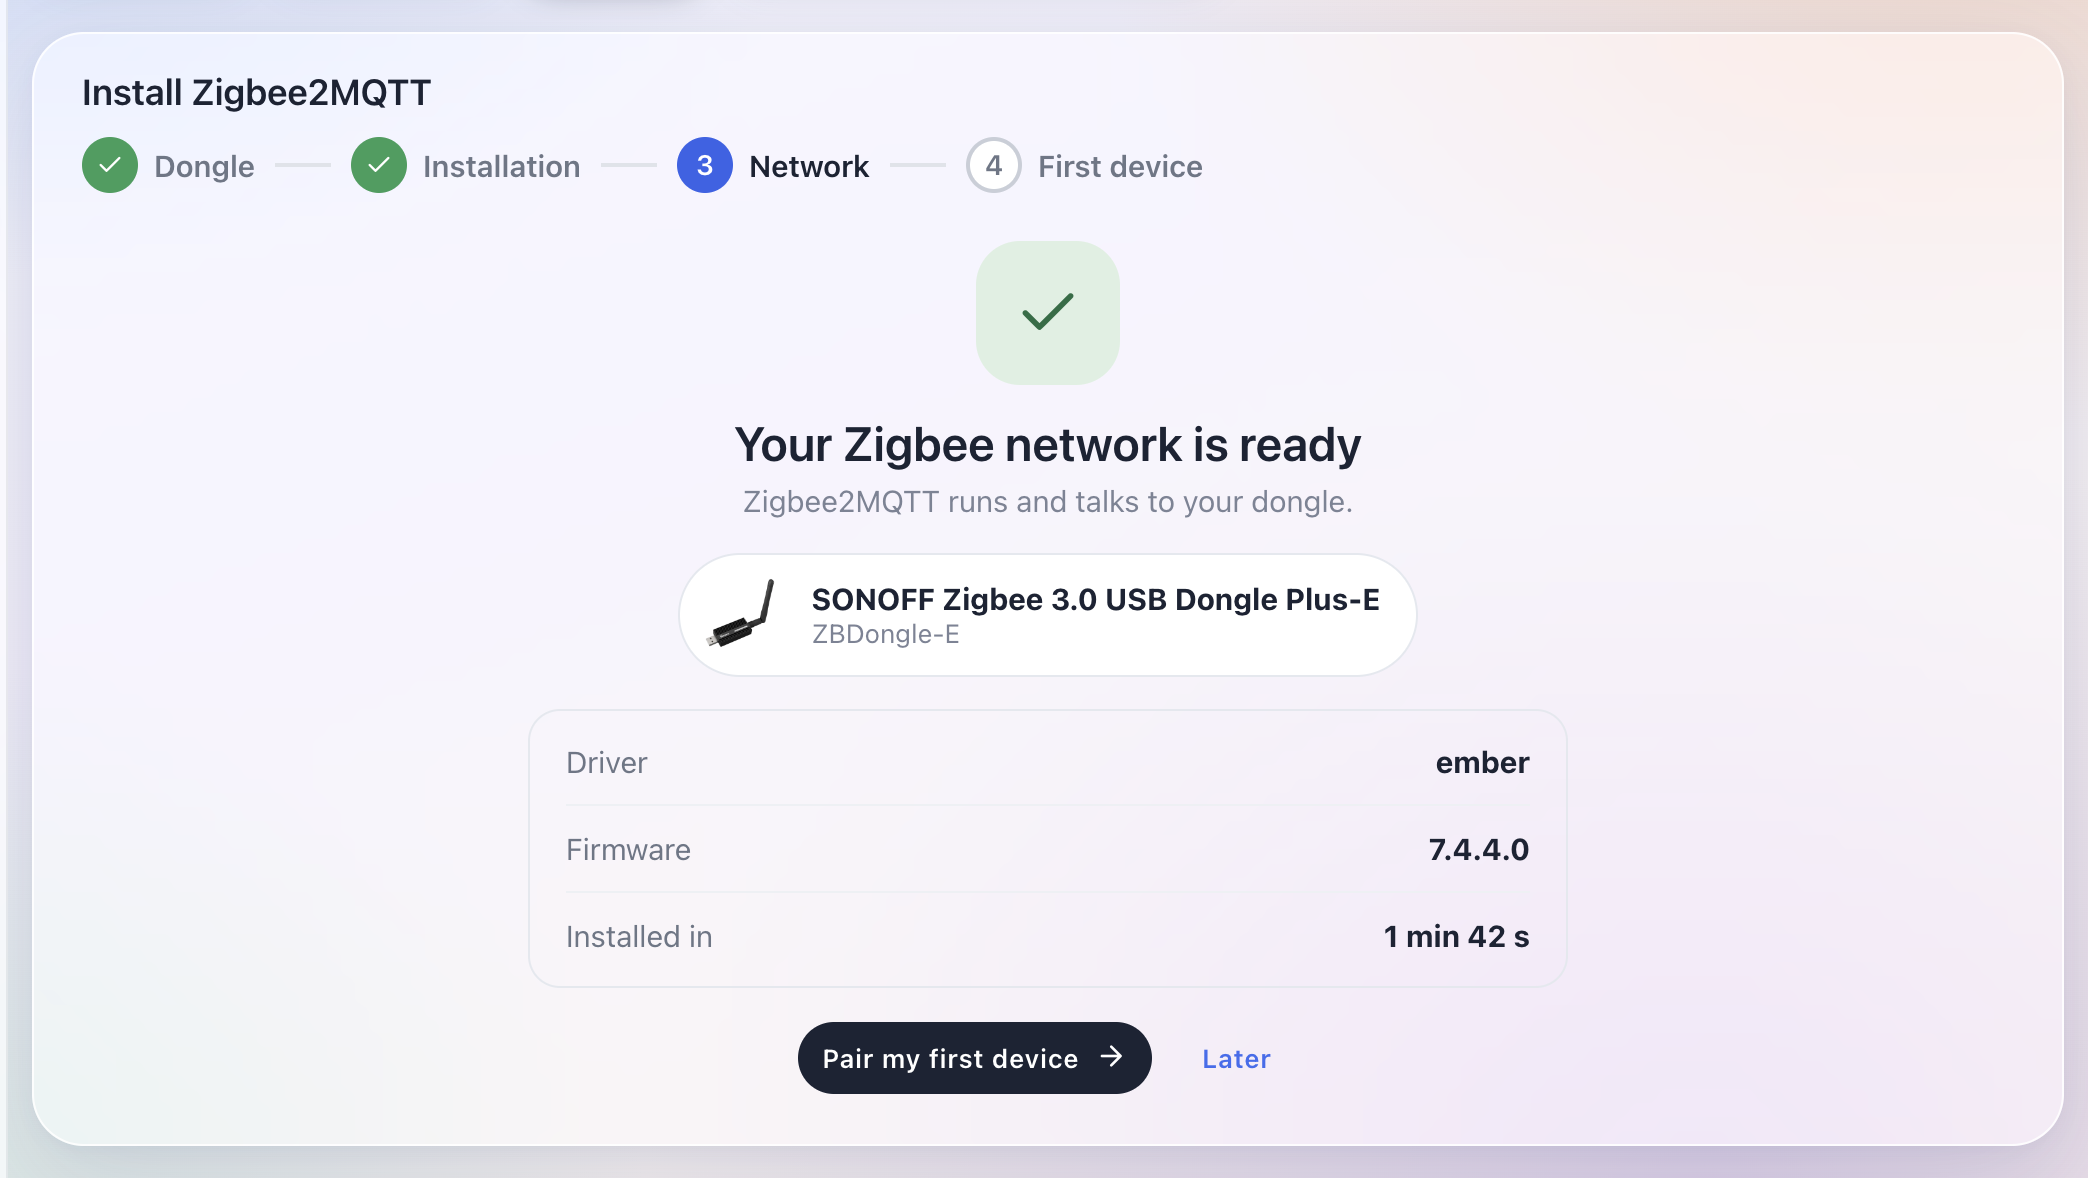 Install Zigbee2MQTT
Dongle
Installation
3 Network
4 First device
Your Zigbee network is ready
Zigbee2MQTT runs and talks to your dongle.
SONOFF Zigbee 3.0 USB Dongle Plus-E
ZBDongle-E
Driver ember
Firmware 7.4.4.0
Installed in 1 min 42 s
Pair my first device → Later